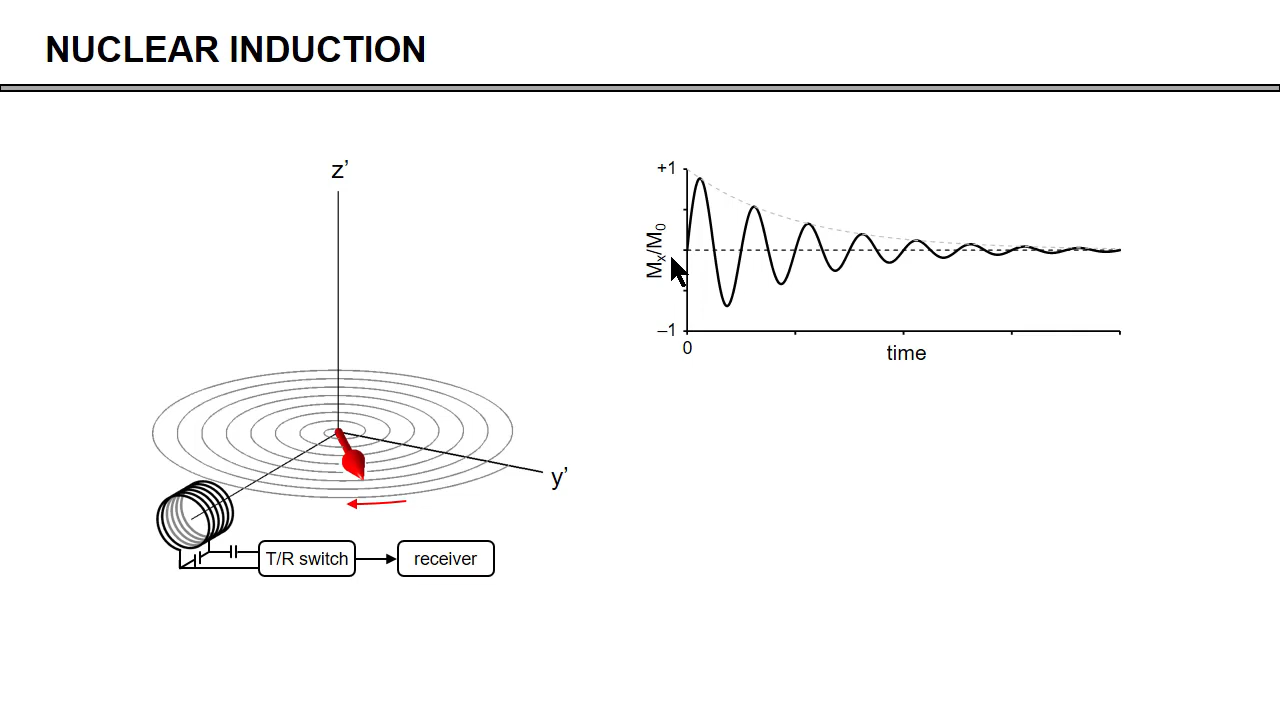 NUCLEAR INDUCTION
z’
y’
T/R switch
receiver
+1
Mx/M0
–1
0
time